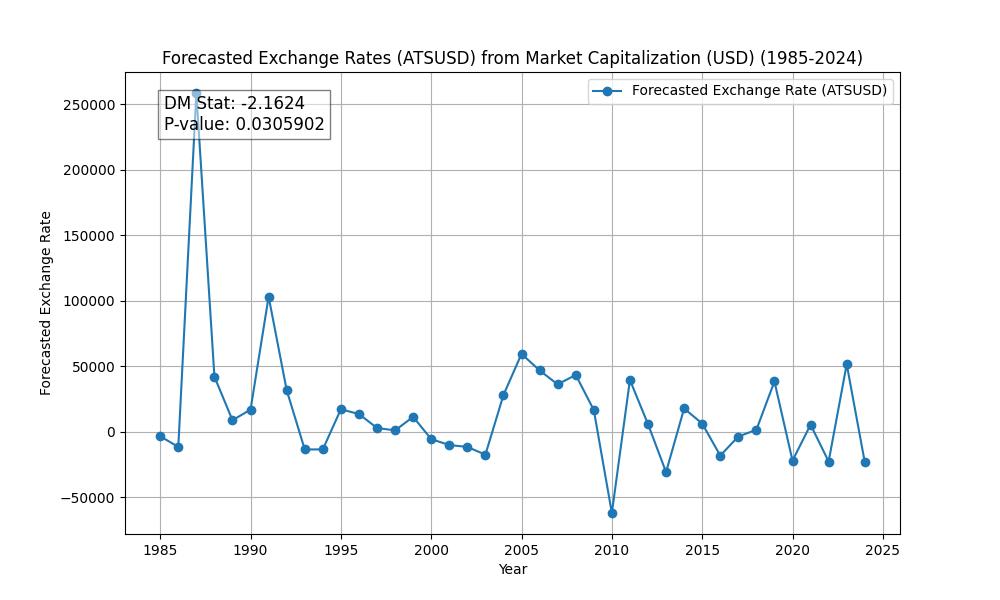 Forecasted Exchange Rates (ATSUSD) from Market Capitalization (USD) (1985-2024)
DM Stat: -2.1624
P-value: 0.0305902
Forecasted Exchange Rate (ATSUSD)
Forecasted Exchange Rate
250000
200000
150000
100000
50000
0
−50000
1985 1990 1995 2000 2005 2010 2015 2020 2025
Year